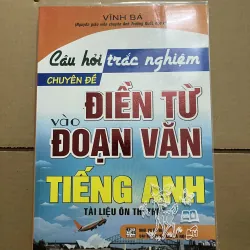 VĨNH BÁ
Câu hỏi trắc nghiệm
CHUYÊN ĐỀ
ĐIỀN TỪ
vào
ĐOẠN VĂN
TIẾNG ANH
TÀI LIỆU ÔN THI